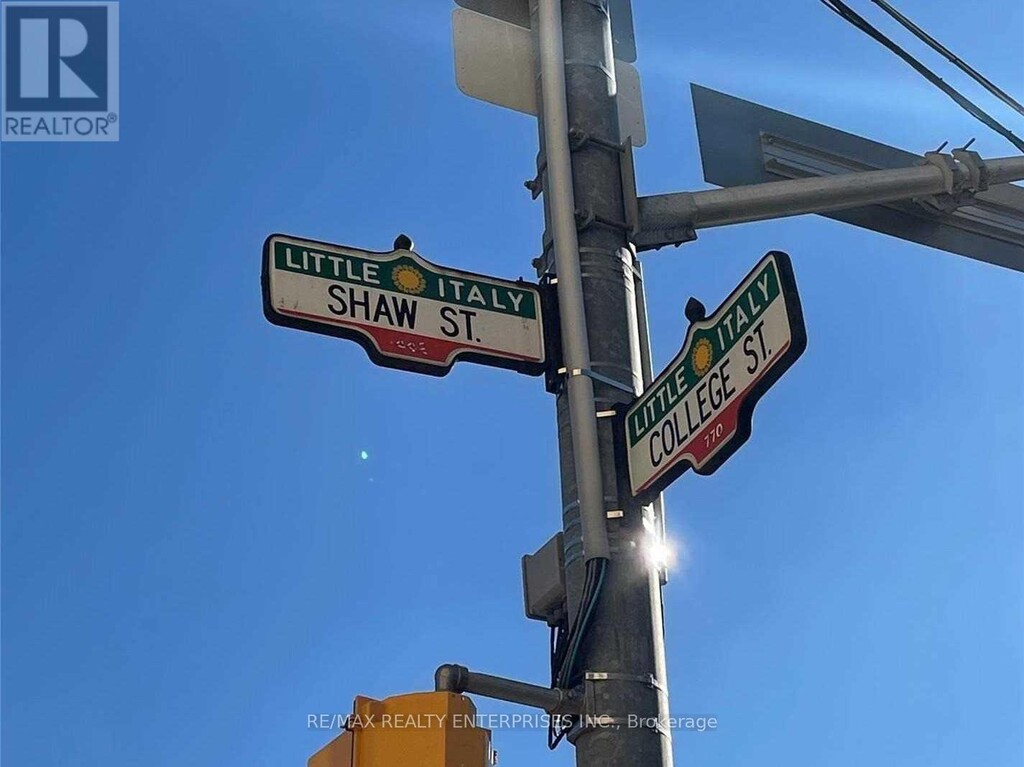 R
REALTOR®
LITTLE ITALY
SHAW ST.
LITTLE ITALY
COLLEGE ST.
770
RE/MAX REALTY ENTERPRISES INC., Brokerage